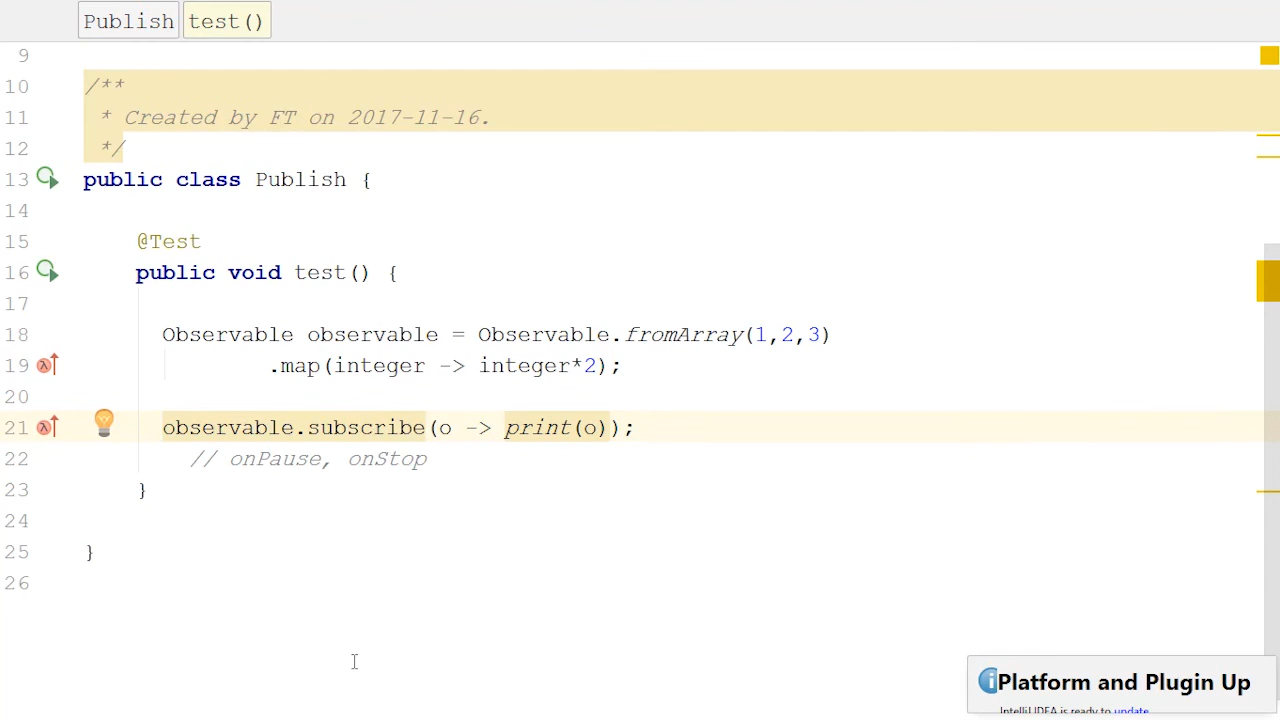 Publish test()
9
10 /**
11 * Created by FT on 2017-11-16.
12 */
13 public class Publish {
14
15 @Test
16 public void test() {
17
18 Observable observable = Observable.fromArray(1,2,3)
19 .map(integer -> integer*2);
20
21 observable.subscribe(o -> print(o));
22 // onPause, onStop
23 }
24
25 }
26
Platform and Plugin Up
IntelliJ IDEA is ready to update.